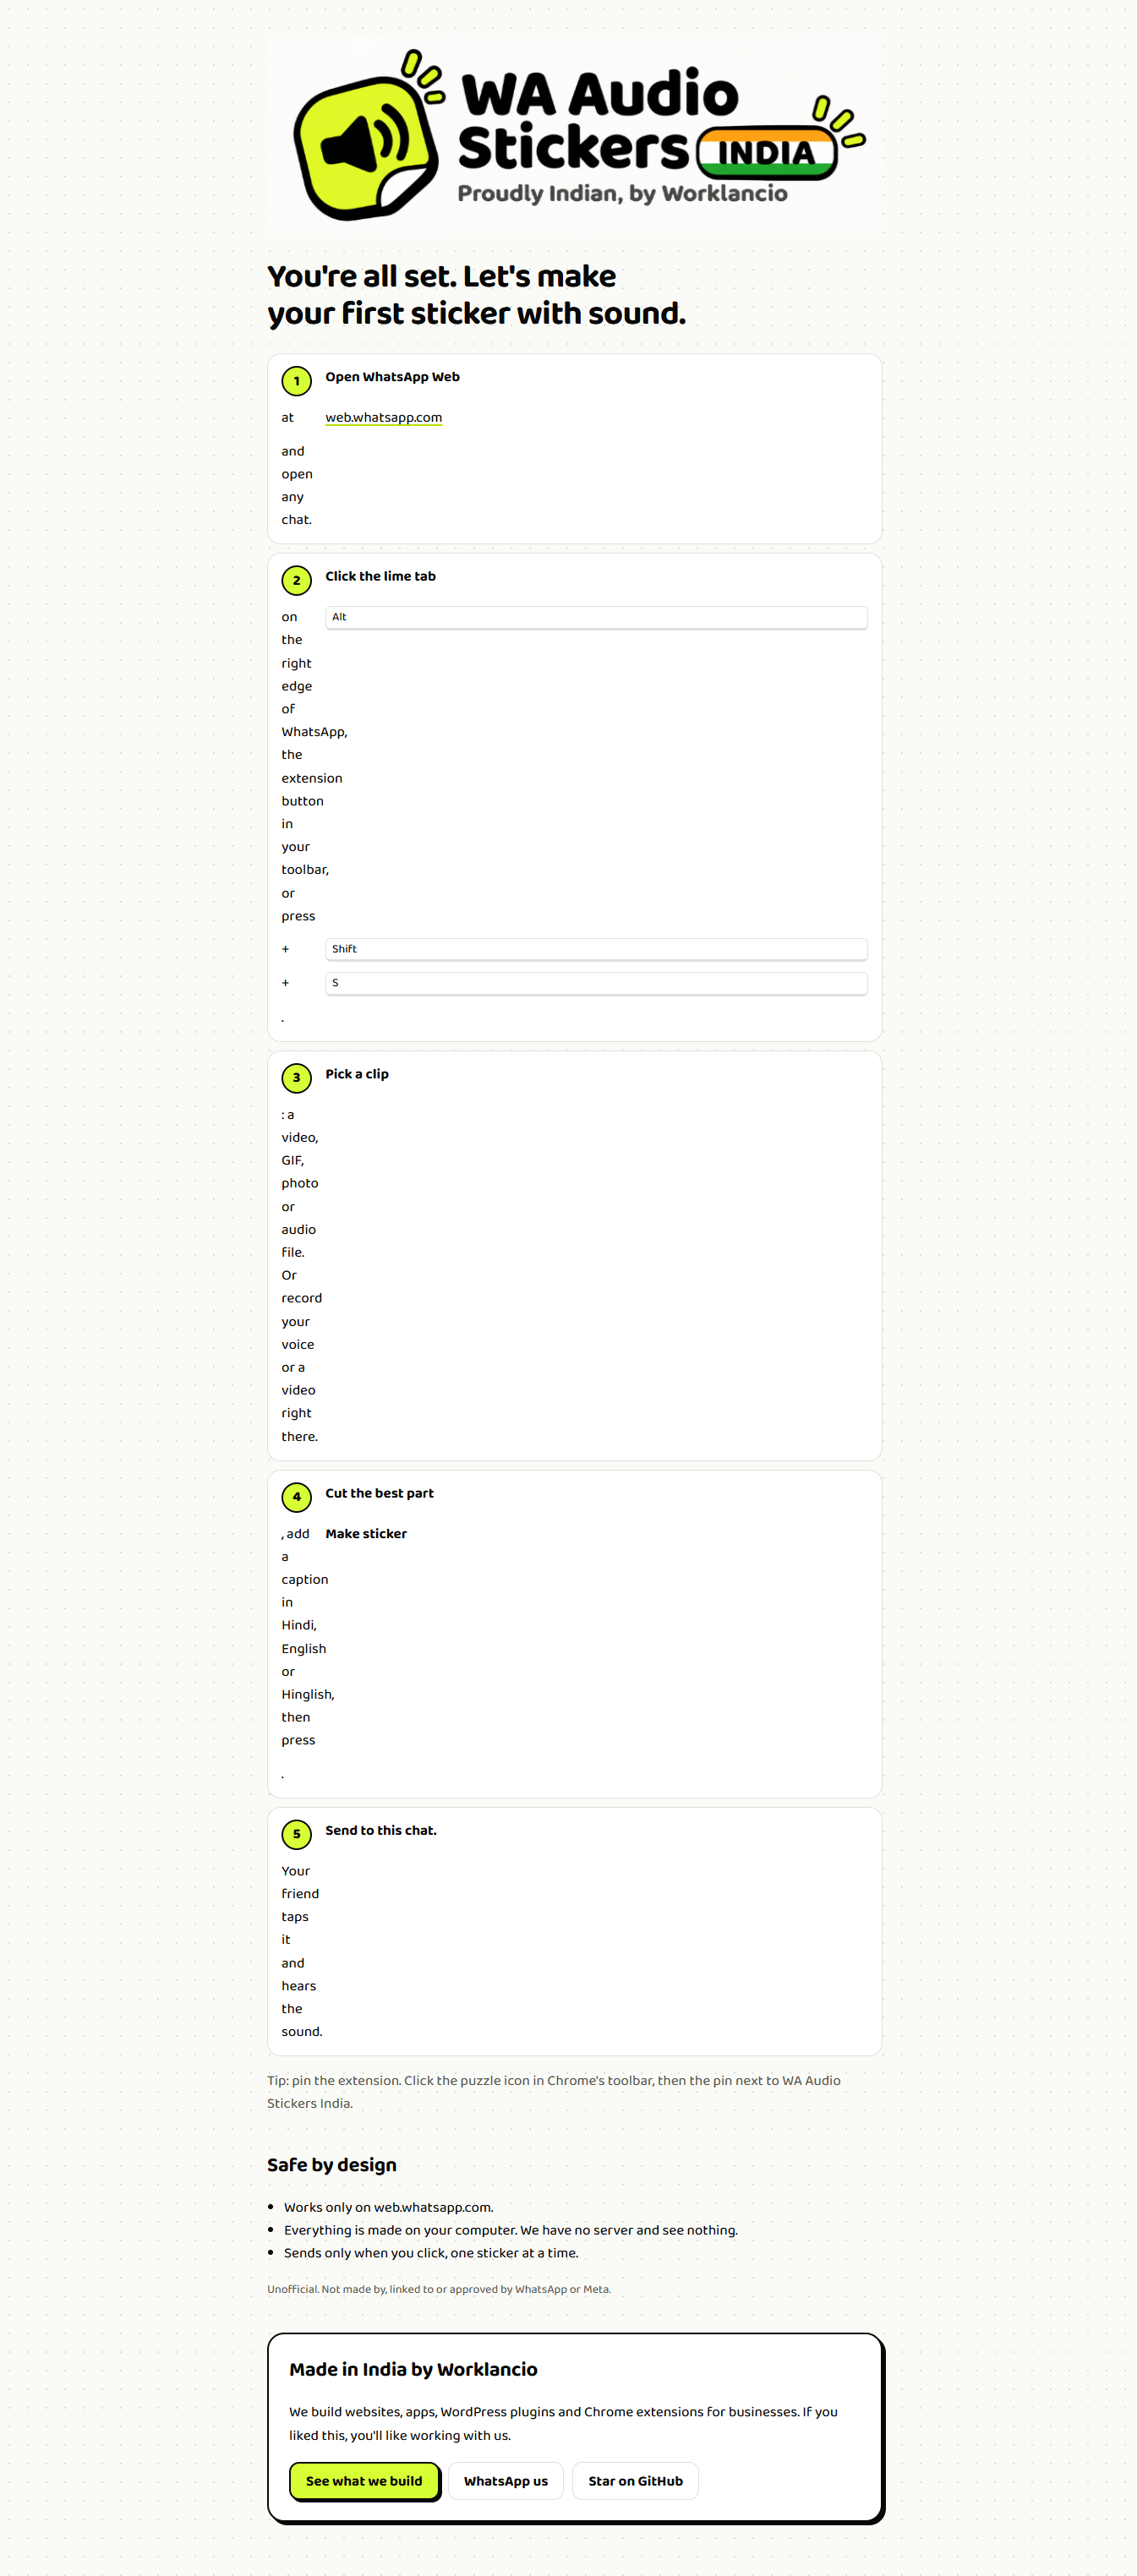 WA Audio
Stickers INDIA
Proudly Indian, by Worklancio
You're all set. Let's make
your first sticker with sound.
1 Open WhatsApp Web
at web.whatsapp.com
and
open
any
chat.
2 Click the lime tab
on Alt
the
right
edge
of
WhatsApp,
the
extension
button
in
your
toolbar,
or
press
+ Shift
+ S
.
3 Pick a clip
: a
video,
GIF,
photo
or
audio
file.
Or
record
your
voice
or a
video
right
there.
4 Cut the best part
, add Make sticker
a
caption
in
Hindi,
English
or
Hinglish,
then
press
.
5 Send to this chat.
Your
friend
taps
it
and
hears
the
sound.
Tip: pin the extension. Click the puzzle icon in Chrome's toolbar, then the pin next to WA Audio
Stickers India.
Safe by design
• Works only on web.whatsapp.com.
• Everything is made on your computer. We have no server and see nothing.
• Sends only when you click, one sticker at a time.
Unofficial. Not made by, linked to or approved by WhatsApp or Meta.
Made in India by Worklancio
We build websites, apps, WordPress plugins and Chrome extensions for businesses. If you
liked this, you'll like working with us.
See what we build WhatsApp us Star on GitHub